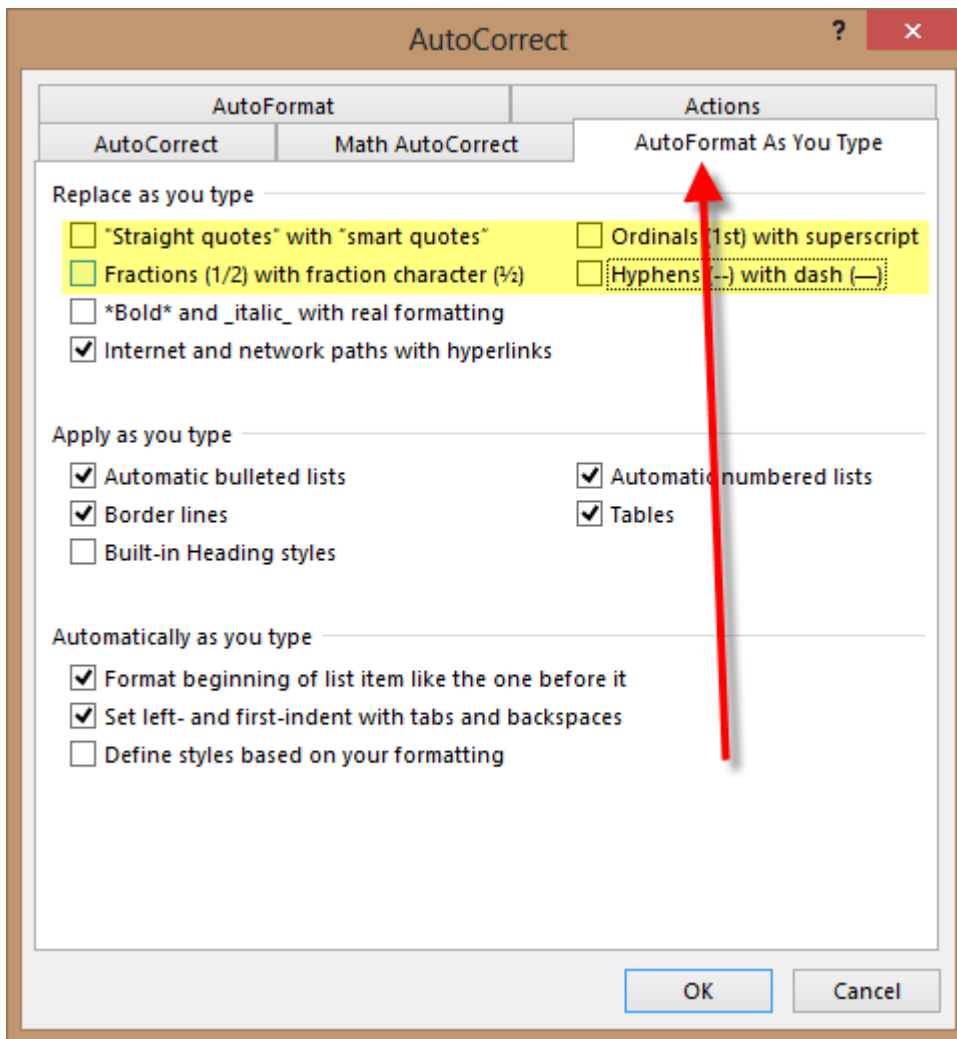 AutoCorrect ?
AutoFormat Actions
AutoCorrect Math AutoCorrect AutoFormat As You Type
Replace as you type
"Straight quotes" with “smart quotes” Ordinals (1st) with superscript
Fractions (1/2) with fraction character (½) Hyphens (--) with dash (—)
*Bold* and _italic_ with real formatting
Internet and network paths with hyperlinks
Apply as you type
Automatic bulleted lists Automatic numbered lists
Border lines Tables
Built-in Heading styles
Automatically as you type
Format beginning of list item like the one before it
Set left- and first-indent with tabs and backspaces
Define styles based on your formatting
OK Cancel